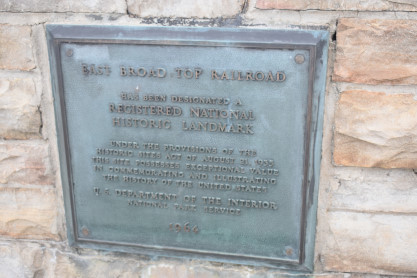 EAST BROAD TOP RAILROAD
HAS BEEN DESIGNATED A
REGISTERED NATIONAL
HISTORIC LANDMARK
UNDER THE PROVISIONS OF THE
HISTORIC SITES ACT OF AUGUST 21, 1935
THIS SITE POSSESSES EXCEPTIONAL VALUE
IN COMMEMORATING AND ILLUSTRATING
THE HISTORY OF THE UNITED STATES
U. S. DEPARTMENT OF THE INTERIOR
NATIONAL PARK SERVICE
1964